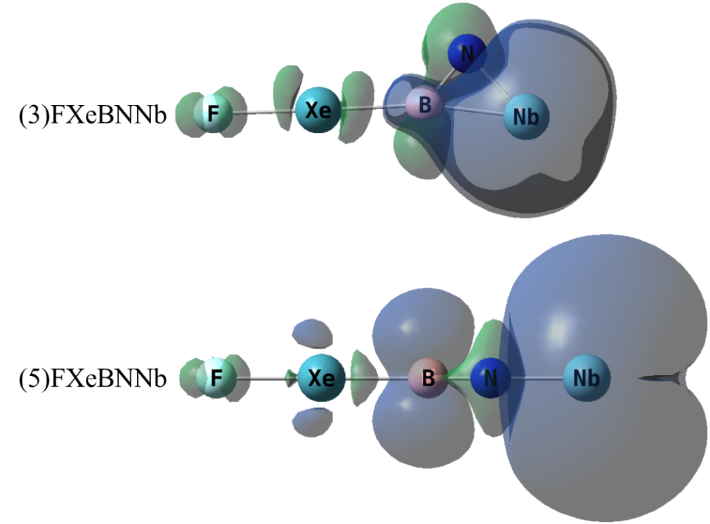 N
(3)FXeBNNb F Xe B Nb
(5)FXeBNNb F Xe B N Nb